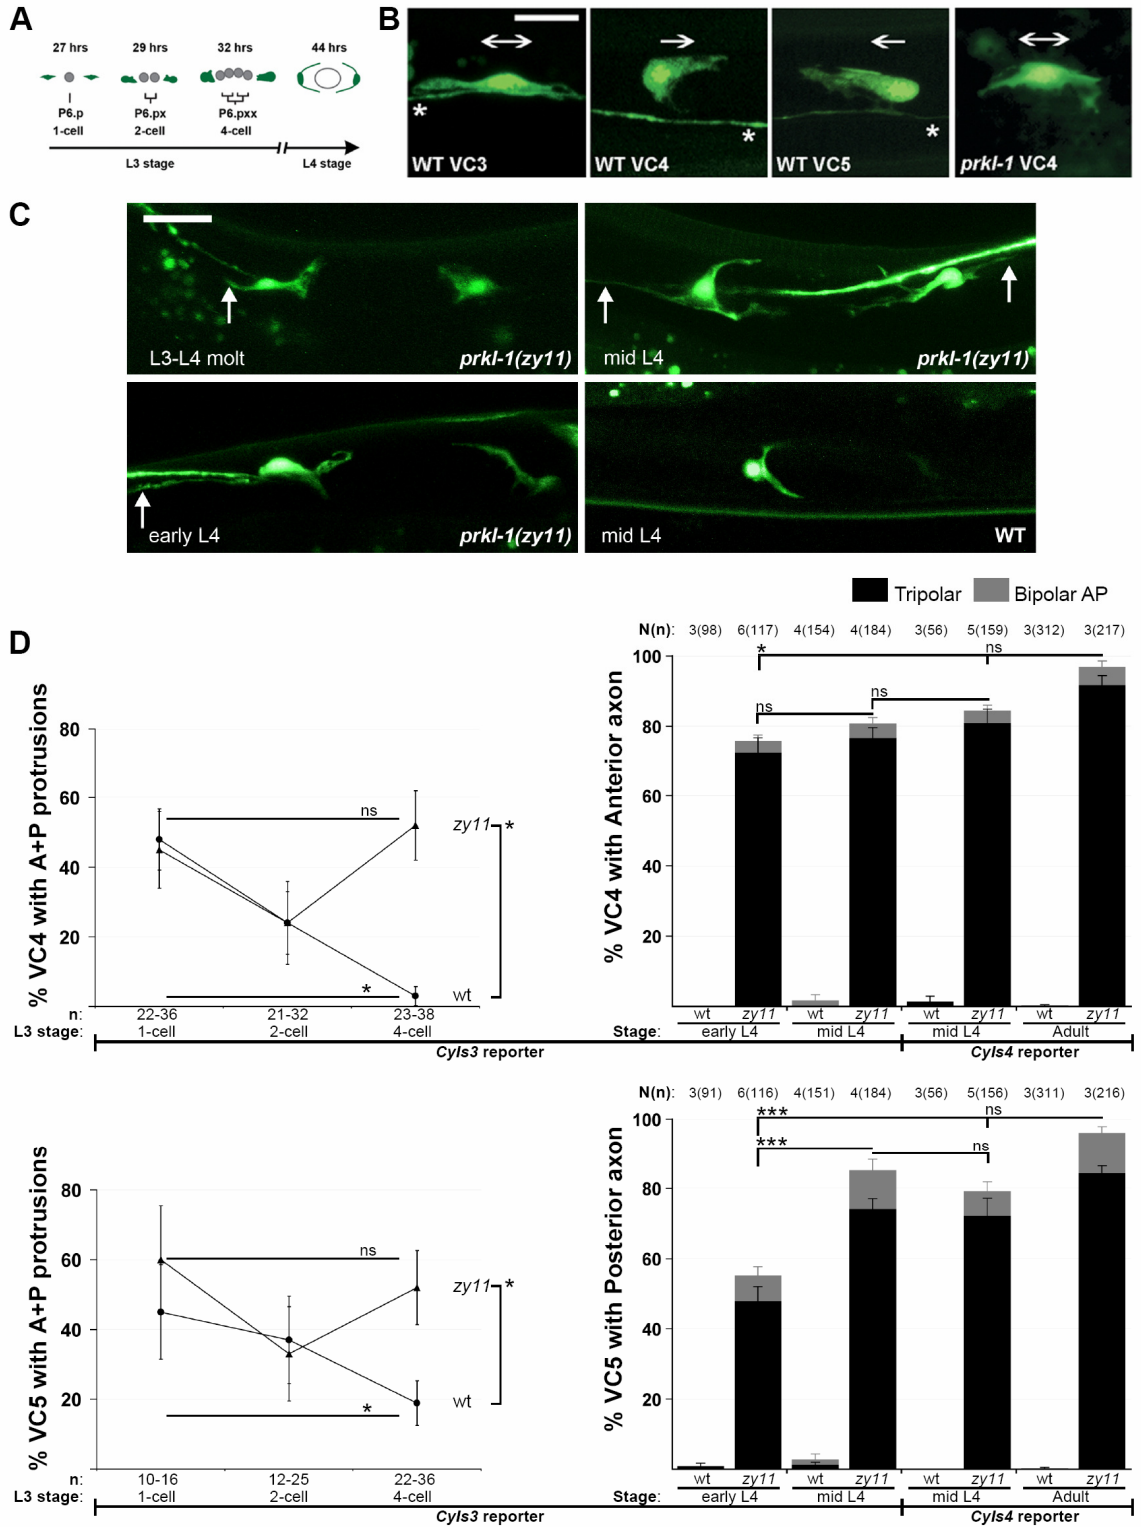 A
27 hrs 29 hrs 32 hrs 44 hrs
P6.p P6.px P6.pxx
1-cell 2-cell 4-cell
L3 stage L4 stage
B
* * *
WT VC3 WT VC4 WT VC5 prkl-1 VC4
C
L3-L4 molt prkl-1(zy11)
mid L4 prkl-1(zy11)
early L4 prkl-1(zy11)
mid L4 WT
D
% VC4 with A+P protrusions
80
60
40
20
ns
zy11 *
* wt
n: 22-36 21-32 23-38
L3 stage: 1-cell 2-cell 4-cell
CyIs3 reporter
Tripolar Bipolar AP
N(n): 3(98) 6(117) 4(154) 4(184) 3(56) 5(159) 3(312) 3(217)
% VC4 with Anterior axon
100
80
60
40
20
* ns
ns ns
wt zy11 wt zy11 wt zy11 wt zy11
Stage: early L4 mid L4 mid L4 Adult
CyIs3 reporter CyIs4 reporter
% VC5 with A+P protrusions
80
60
40
20
ns
zy11 *
* wt
n: 10-16 12-25 22-36
L3 stage: 1-cell 2-cell 4-cell
CyIs3 reporter
N(n): 3(91) 6(116) 4(151) 4(184) 3(56) 5(156) 3(311) 3(216)
% VC5 with Posterior axon
100
80
60
40
20
*** ns
*** ns
wt zy11 wt zy11 wt zy11 wt zy11
Stage: early L4 mid L4 mid L4 Adult
CyIs3 reporter CyIs4 reporter